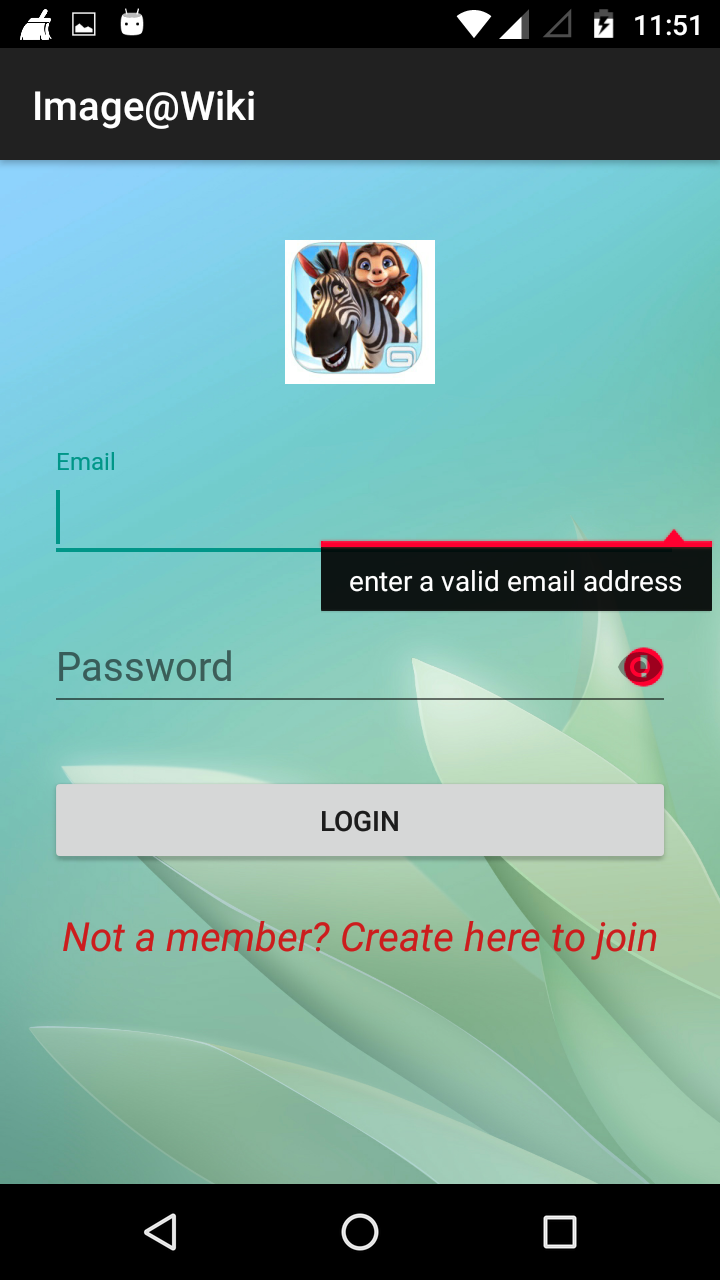 11:51
Image@Wiki
Email
enter a valid email address
Password
LOGIN
Not a member? Create here to join